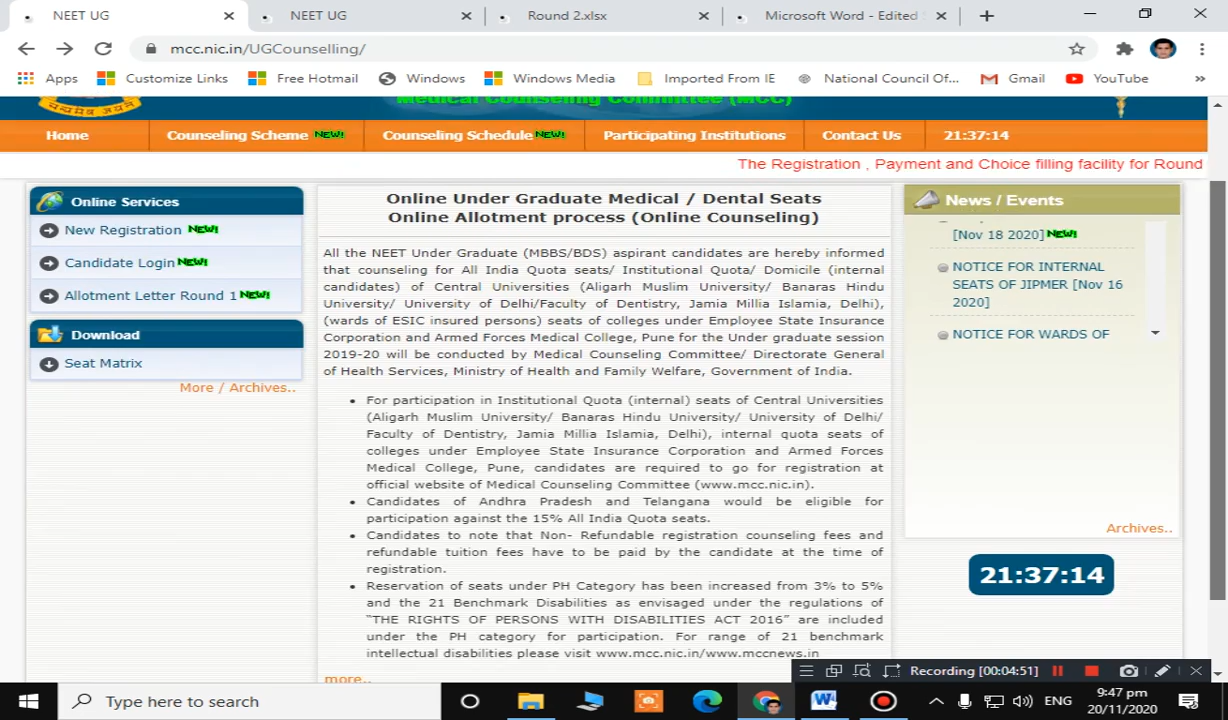 NEET UG
NEET UG
Round 2.xlsx
Microsoft Word - Edited
mcc.nic.in/UGCounselling/
Apps
Customize Links
Free Hotmail
Windows
Windows Media
Imported From IE
National Council Of...
Gmail
YouTube
Medical Counseling Committee (MCC)
Home
Counseling Scheme NEW!
Counseling Schedule NEW!
Participating Institutions
Contact Us
21:37:14
The Registration , Payment and Choice filling facility for Round
Online Services
New Registration NEW!
Candidate Login NEW!
Allotment Letter Round 1 NEW!
Download
Seat Matrix
More / Archives..
Online Under Graduate Medical / Dental Seats
Online Allotment process (Online Counseling)
All the NEET Under Graduate (MBBS/BDS) aspirant candidates are hereby informed
that counseling for All India Quota seats/ Institutional Quota/ Domicile (internal
candidates) of Central Universities (Aligarh Muslim University/ Banaras Hindu
University/ University of Delhi/Faculty of Dentistry, Jamia Millia Islamia, Delhi),
(wards of ESIC insured persons) seats of colleges under Employee State Insurance
Corporation and Armed Forces Medical College, Pune for the Under graduate session
2019-20 will be conducted by Medical Counseling Committee/ Directorate General
of Health Services, Ministry of Health and Family Welfare, Government of India.
For participation in Institutional Quota (internal) seats of Central Universities
(Aligarh Muslim University/ Banaras Hindu University/ University of Delhi/
Faculty of Dentistry, Jamia Millia Islamia, Delhi), internal quota seats of
colleges under Employee State Insurance Corporation and Armed Forces
Medical College, Pune, candidates are required to go for registration at
official website of Medical Counseling Committee (www.mcc.nic.in).
Candidates of Andhra Pradesh and Telangana would be eligible for
participation against the 15% All India Quota seats.
Candidates to note that Non- Refundable registration counseling fees and
refundable tuition fees have to be paid by the candidate at the time of
registration.
Reservation of seats under PH Category has been increased from 3% to 5%
and the 21 Benchmark Disabilities as envisaged under the regulations of
“THE RIGHTS OF PERSONS WITH DISABILITIES ACT 2016” are included
under the PH category for participation. For range of 21 benchmark
intellectual disabilities please visit www.mcc.nic.in/www.mccnews.in
more..
News / Events
[Nov 18 2020] NEW!
NOTICE FOR INTERNAL
SEATS OF JIPMER [Nov 16
2020]
NOTICE FOR WARDS OF
Archives..
21:37:14
Recording [00:04:51]
Type here to search
ENG
9:47 pm
20/11/2020